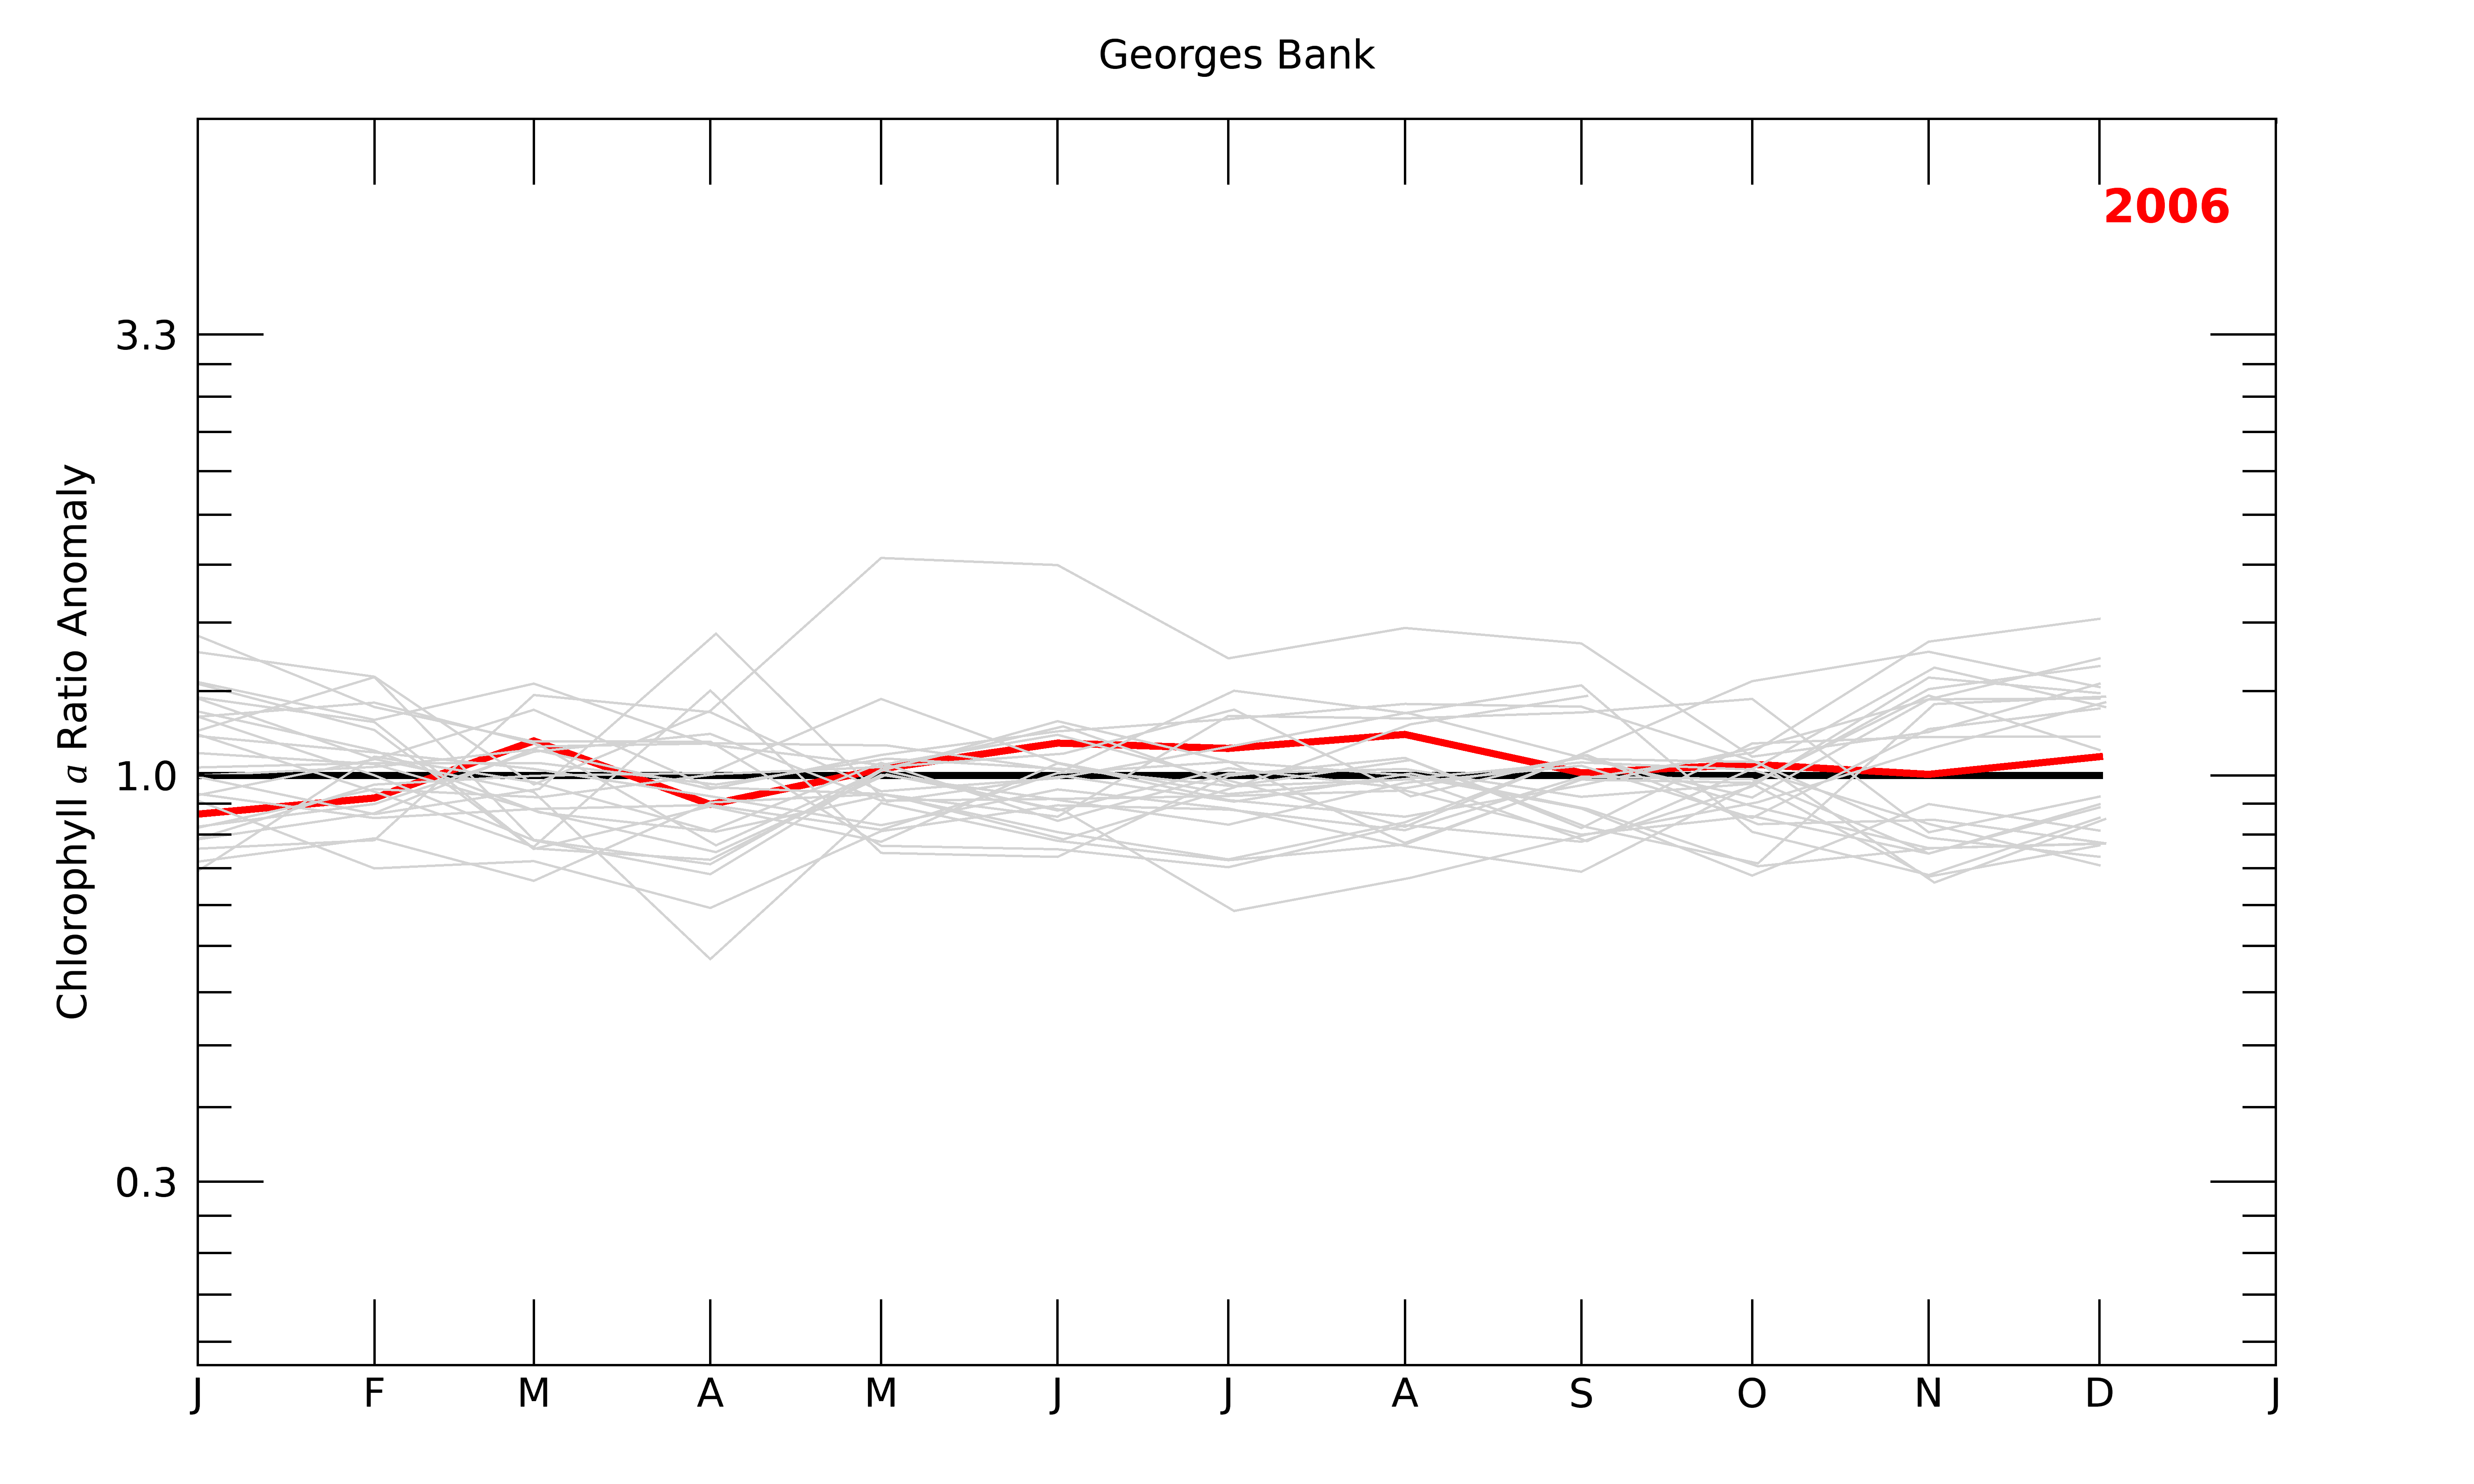 Georges Bank
2006
3.3
1.0
0.3
Chlorophyll a Ratio Anomaly
J F M A M J J A S O N D J